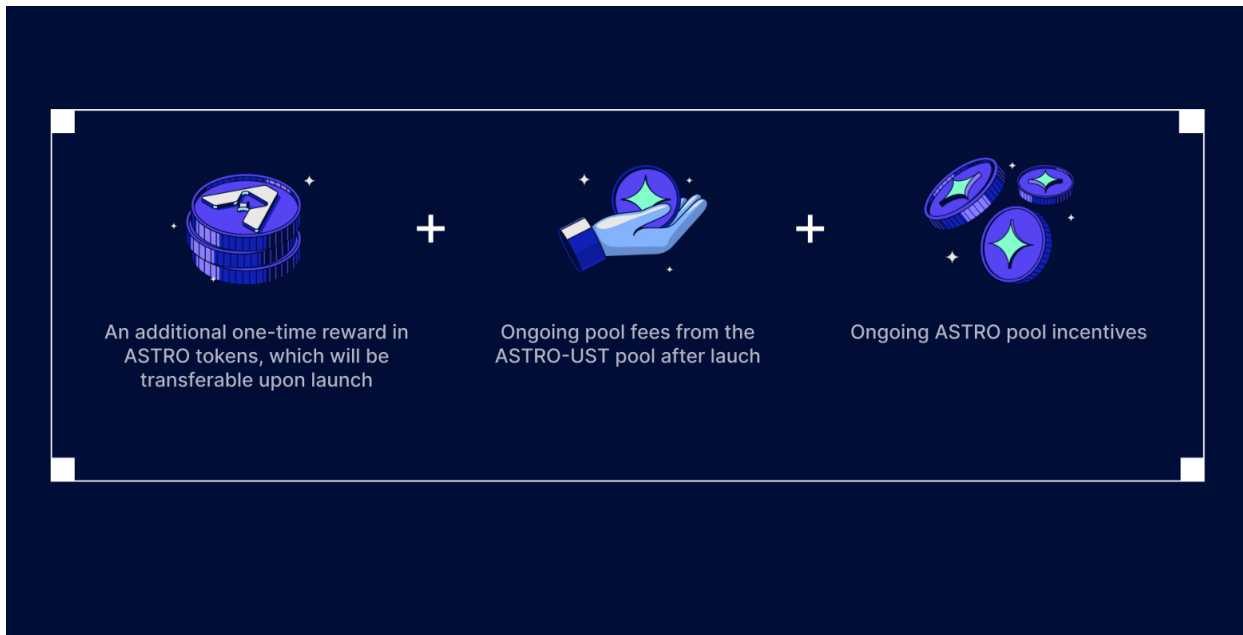 An additional one-time reward in
ASTRO tokens, which will be
transferable upon launch
Ongoing pool fees from the
ASTRO-UST pool after lauch
Ongoing ASTRO pool incentives